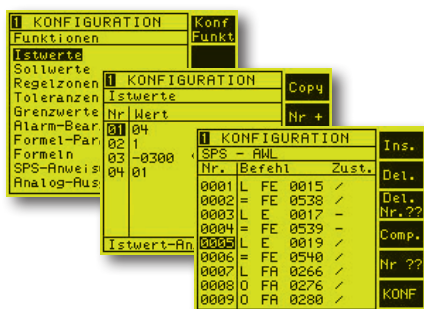 1 KONFIGURATION
Konf
Funkt
Funktionen
Istwerte
Sollwerte
Regelzonen
Toleranzen
Grenzwerte
Alarm-Bear
Formel-Par
Formeln
SPS-Anweis
Analog-Aus
1 KONFIGURATION
Copy
Istwerte
Nr Wert
Nr +
01 04
02 1
03 -0300
04 01
Istwert-An
1 KONFIGURATION
Ins.
SPS - AWL
Nr. Befehl Zust.
Del.
0001 L FE 0015 /
0002 = FE 0538 /
Del.
Nr.??
0003 L E 0017 -
0004 = FE 0539 -
Comp.
0005 L E 0019 /
0006 = FE 0540 /
Nr ??
0007 L FA 0266 /
0008 O FA 0276 /
KONF
0009 O FA 0280 /